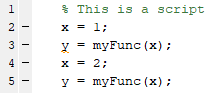 1 % This is a script
2 - x = 1;
3 - y = myFunc(x);
4 - x = 2;
5 - y = myFunc(x);